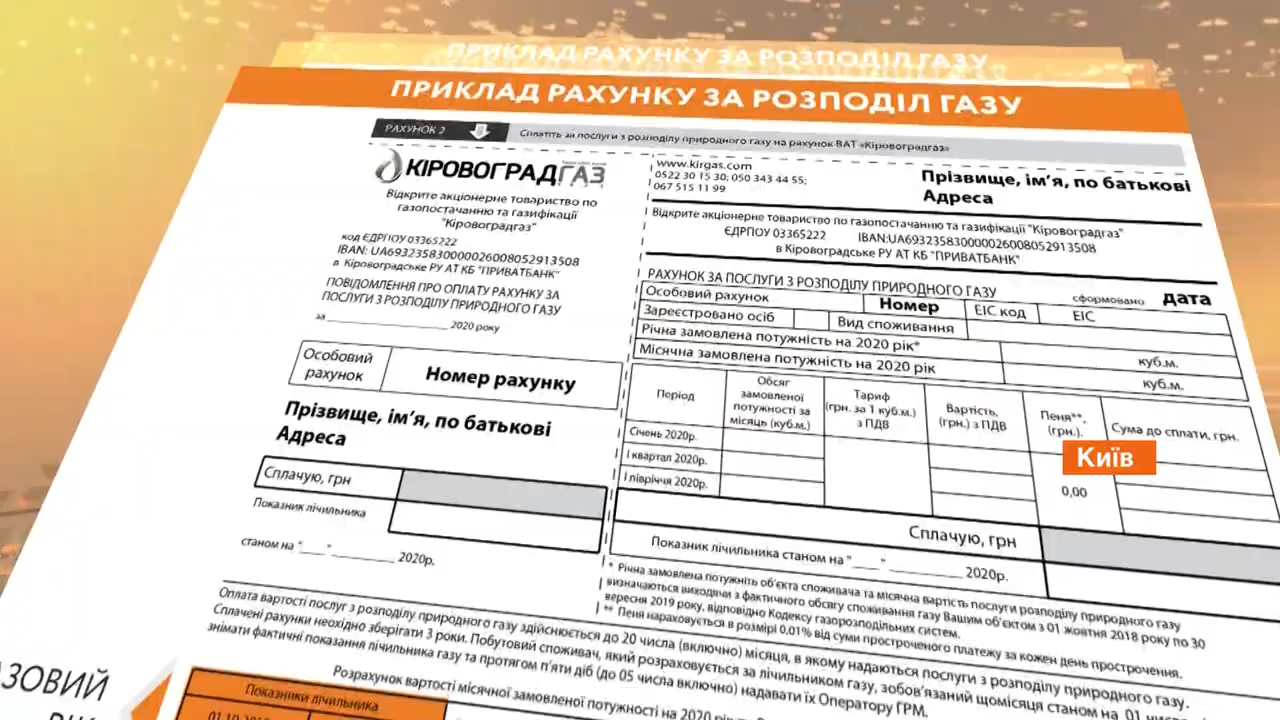 ПРИКЛАД РАХУНКУ ЗА РОЗПОДІЛ ГАЗУ
ПРИКЛАД РАХУНКУ ЗА РОЗПОДІЛ ГАЗУ
РАХУНОК 2
Сплатіть за послуги з розподілу природного газу на рахунок ВАТ «Кіровоградгаз»
КІРОВОГРАДГАЗ
Відкрите акціонерне товариство по
газопостачанню та газифікації
"Кіровоградгаз"
код ЄДРПОУ 03365222
IBAN: UA693235830000026008052913508
в Кіровоградське РУ АТ КБ "ПРИВАТБАНК"
ПОВІДОМЛЕННЯ ПРО ОПЛАТУ РАХУНКУ ЗА
ПОСЛУГИ З РОЗПОДІЛУ ПРИРОДНОГО ГАЗУ
за ______________________ 2020 року
Особовий
рахунок
Номер рахунку
Прізвище, ім’я, по батькові
Адреса
Сплачую, грн
Показник лічильника
станом на "____" ___________ 2020р.
www.kirgas.com
0522 30 15 30; 050 343 44 55;
067 515 11 99
Прізвище, ім’я, по батькові
Адреса
Відкрите акціонерне товариство по газопостачанню та газифікації "Кіровоградгаз"
ЄДРПОУ 03365222 IBAN:UA693235830000026008052913508
в Кіровоградське РУ АТ КБ "ПРИВАТБАНК"
РАХУНОК ЗА ПОСЛУГИ З РОЗПОДІЛУ ПРИРОДНОГО ГАЗУ сформовано дата
Особовий рахунок Номер ЕІС код ЕІС
Зареєстровано осіб Вид споживання
Річна замовлена потужність на 2020 рік* куб.м.
Місячна замовлена потужність на 2020 рік куб.м.
Період
Обсяг
замовленої
потужності за
місяць (куб.м.)
Тариф
(грн. за 1 куб.м.)
з ПДВ
Вартість,
(грн.) з ПДВ
Пеня**,
(грн.).
Сума до сплати, грн.
Січень 2020р.
І квартал 2020р.
І півріччя 2020р.
0,00
Київ
Сплачую, грн
Показник лічильника станом на "____" ___________ 2020р.
* Річна замовлена потужніть об’єкта споживача та місячна вартість послуги розподілу природного газу
визначаються виходячи з фактичного обсягу споживання газу Вашим об’єктом з 01 жовтня 2018 року по 30
вересня 2019 року, відповідно Кодексу газорозподільних систем.
** Пеня нараховується в розмірі 0,01% від суми простроченого платежу за кожен день прострочення.
Оплата вартості послуг з розподілу природного газу здійснюється до 20 числа (включно) місяця, в якому надаються послуги з розподілу природного газу.
Сплачені рахунки необхідно зберігати 3 роки. Побутовий споживач, який розраховується за лічильником газу, зобов’язаний щомісяця станом на 01
знімати фактичні показання лічильника газу та протягом п’яти діб (до 05 числа включно) надавати їх Оператору ГРМ.
Розрахунок вартості місячної замовленої потужності на 2020 рік
Показники лічильника